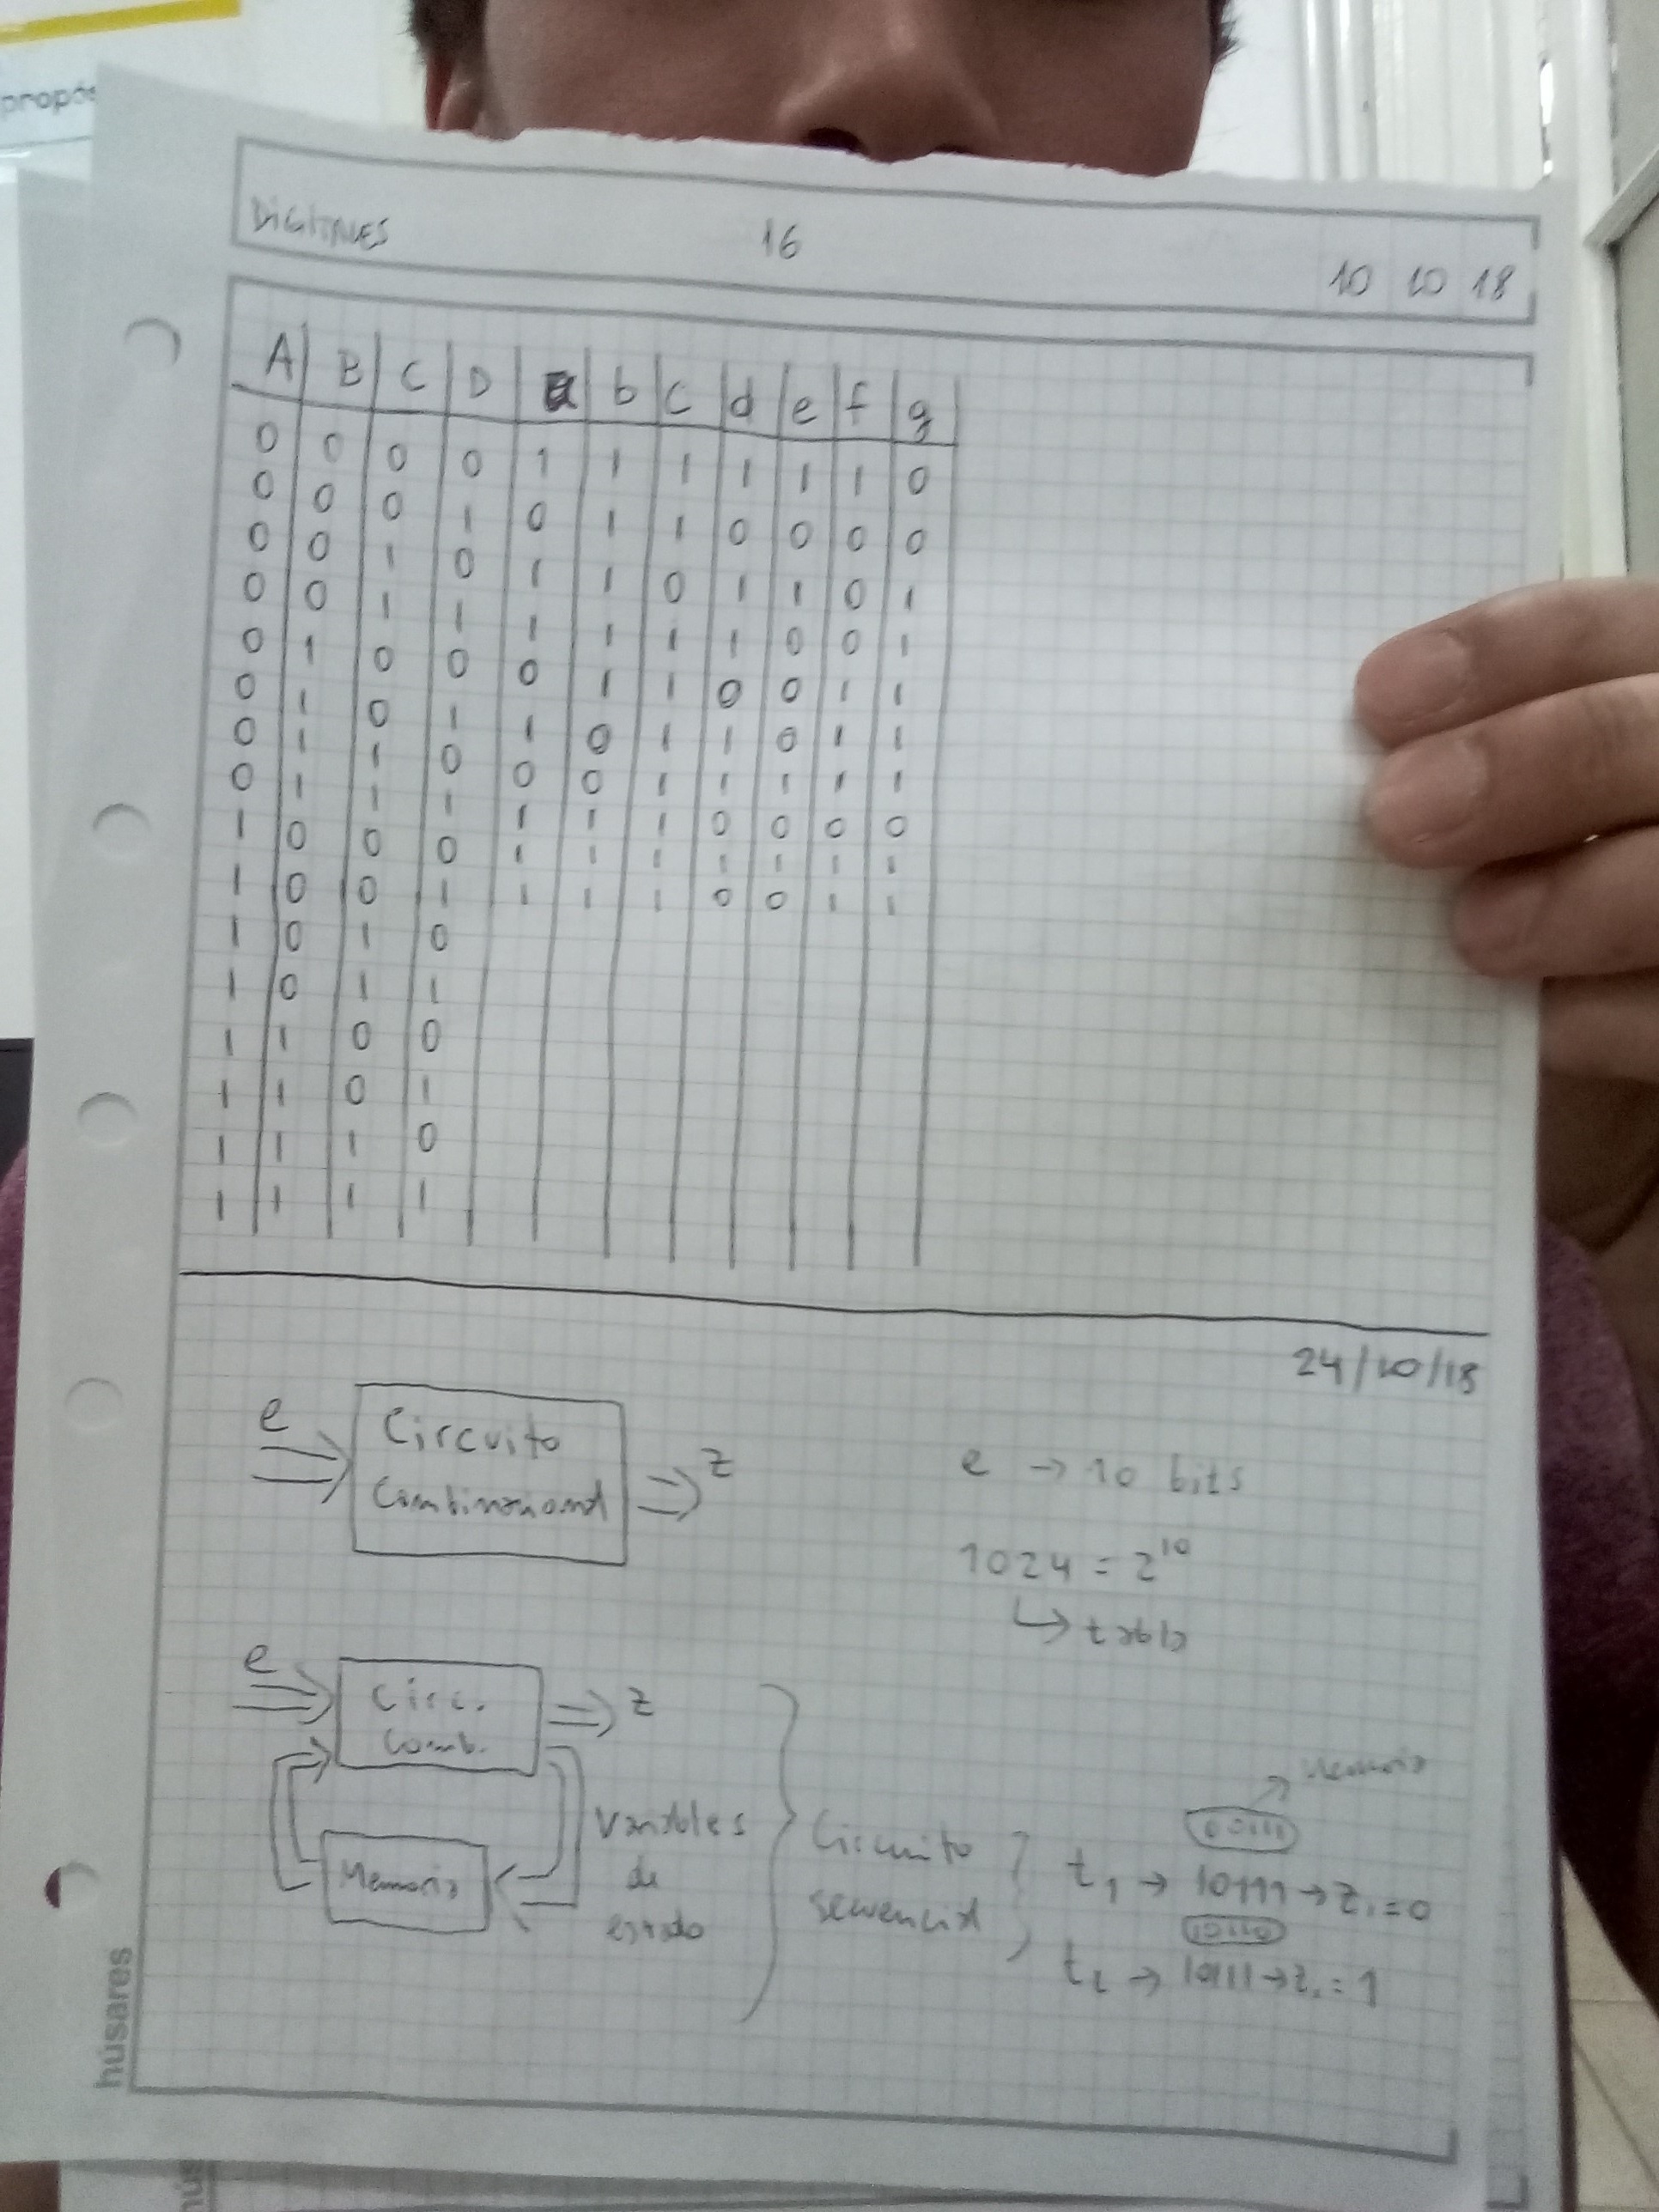 propós
DIGITALES 16 10 10 18
A B C D a b c d e f g
0 0 0 0 1 1 1 1 1 1 0
0 0 0 1 0 1 1 0 0 0 0
0 0 1 0 1 1 0 1 1 0 1
0 0 1 1 1 1 1 1 0 0 1
0 1 0 0 0 1 1 0 0 1 1
0 1 0 1 1 0 1 1 0 1 1
0 1 1 0 0 0 1 1 1 1 1
0 1 1 1 1 1 1 0 0 0 0
1 0 0 0 1 1 1 1 1 1 1
1 0 0 1 1 1 1 0 0 1 1
1 0 1 0
1 0 1 1
1 1 0 0
1 1 0 1
1 1 1 0
1 1 1 1
24/10/18
e Circuito Combinacional z
e → 10 bits
1024 = 2^10
↳ tabla
e Circ. Comb. z
Memoria
Variables de estado
Circuito secuencial
Memoria
t1 → 10111 → z1 = 0
t2 → 10111 → z1 = 1
húsares
hús